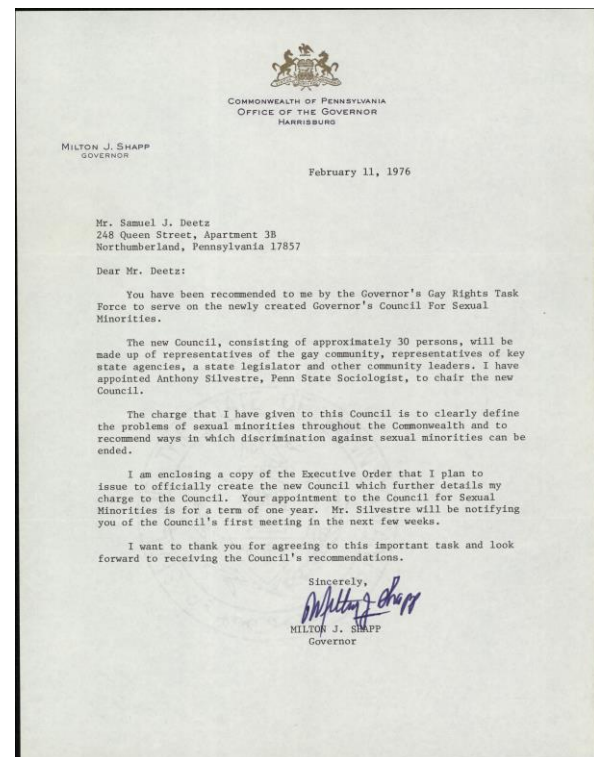 COMMONWEALTH OF PENNSYLVANIA
OFFICE OF THE GOVERNOR
HARRISBURG
MILTON J. SHAPP
GOVERNOR
February 11, 1976
Mr. Samuel J. Deetz
248 Queen Street, Apartment 3B
Northumberland, Pennsylvania 17857
Dear Mr. Deetz:
You have been recommended to me by the Governor's Gay Rights Task
Force to serve on the newly created Governor's Council For Sexual
Minorities.
The new Council, consisting of approximately 30 persons, will be
made up of representatives of the gay community, representatives of key
state agencies, a state legislator and other community leaders. I have
appointed Anthony Silvestre, Penn State Sociologist, to chair the new
Council.
The charge that I have given to this Council is to clearly define
the problems of sexual minorities throughout the Commonwealth and to
recommend ways in which discrimination against sexual minorities can be
ended.
I am enclosing a copy of the Executive Order that I plan to
issue to officially create the new Council which further details my
charge to the Council. Your appointment to the Council for Sexual
Minorities is for a term of one year. Mr. Silvestre will be notifying
you of the Council's first meeting in the next few weeks.
I want to thank you for agreeing to this important task and look
forward to receiving the Council's recommendations.
Sincerely,
Milton J. Shapp
MILTON J. SHAPP
Governor